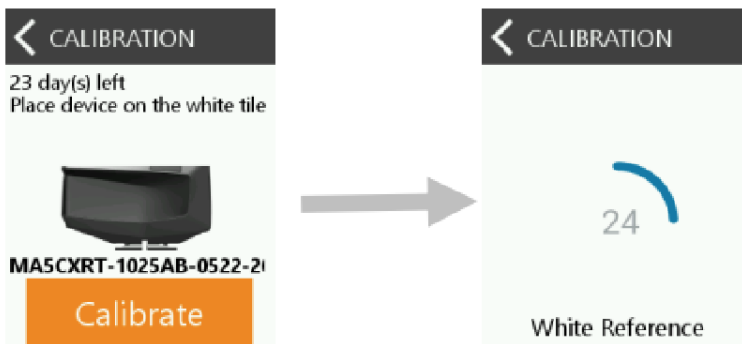 CALIBRATION
23 day(s) left
Place device on the white tile
MA5CXRT-1025AB-0522-2
Calibrate
CALIBRATION
24
White Reference